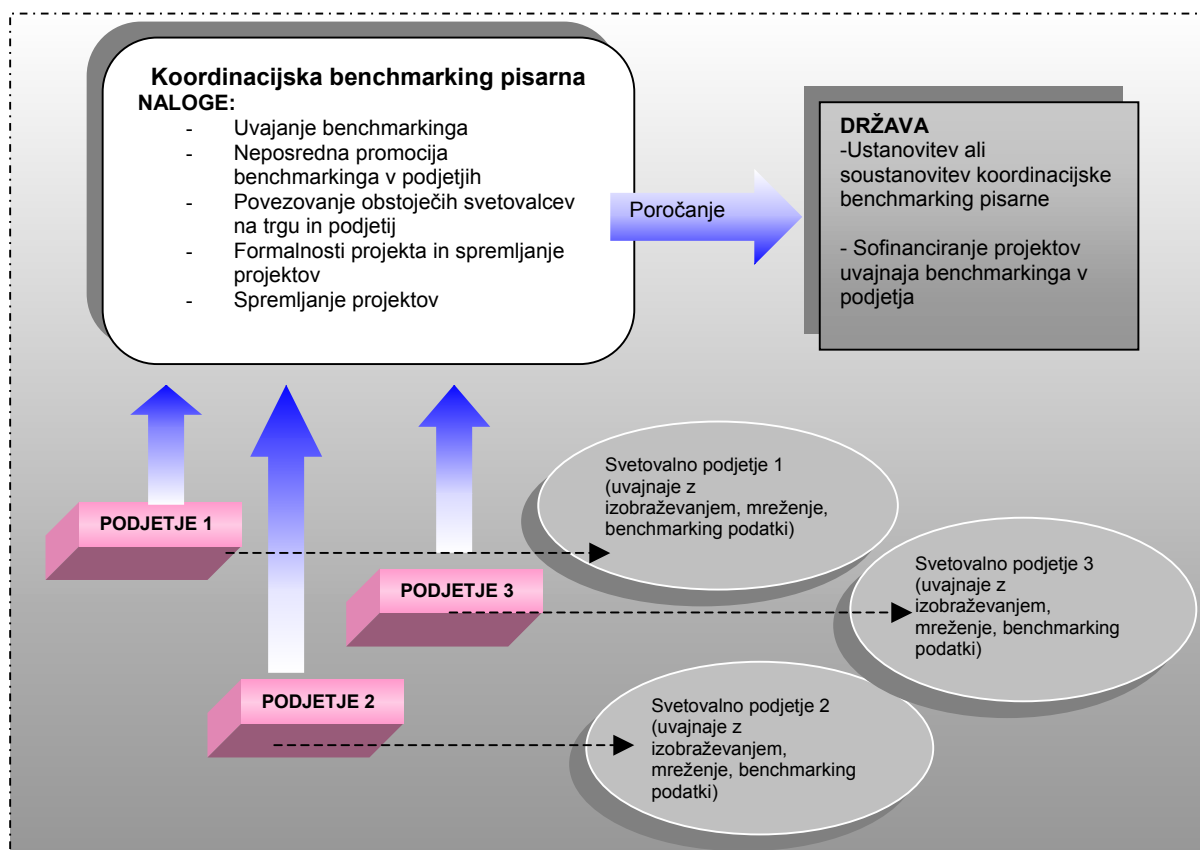 Koordinacijska benchmarking pisarna
NALOGE:
- Uvajanje benchmarkinga
- Neposredna promocija
benchmarkinga v podjetjih
- Povezovanje obstoječih svetovalcev
na trgu in podjetij
- Formalnosti projekta in spremljanje
projektov
- Spremljanje projektov
Poročanje
DRŽAVA
-Ustanovitev ali
soustanovitev koordinacijske
benchmarking pisarne
- Sofinanciranje projektov
uvajnaja benchmarkinga v
podjetja
PODJETJE 1
Svetovalno podjetje 1
(uvajnaje z
izobraževanjem, mreženje,
benchmarking podatki)
PODJETJE 3
Svetovalno podjetje 3
(uvajnaje z
izobraževanjem,
mreženje, benchmarking
podatki)
PODJETJE 2
Svetovalno podjetje 2
(uvajnaje z
izobraževanjem,
mreženje, benchmarking
podatki)